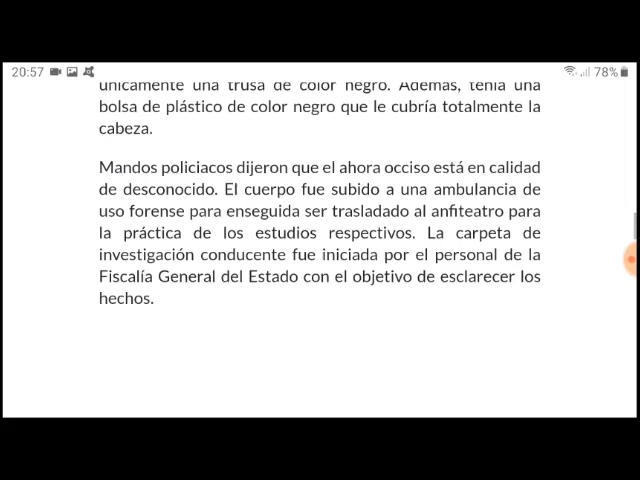 20:57
78%
únicamente una trusa de color negro. Además, tenía una
bolsa de plástico de color negro que le cubría totalmente la
cabeza.
Mandos policiacos dijeron que el ahora occiso está en calidad
de desconocido. El cuerpo fue subido a una ambulancia de
uso forense para enseguida ser trasladado al anfiteatro para
la práctica de los estudios respectivos. La carpeta de
investigación conducente fue iniciada por el personal de la
Fiscalía General del Estado con el objetivo de esclarecer los
hechos.